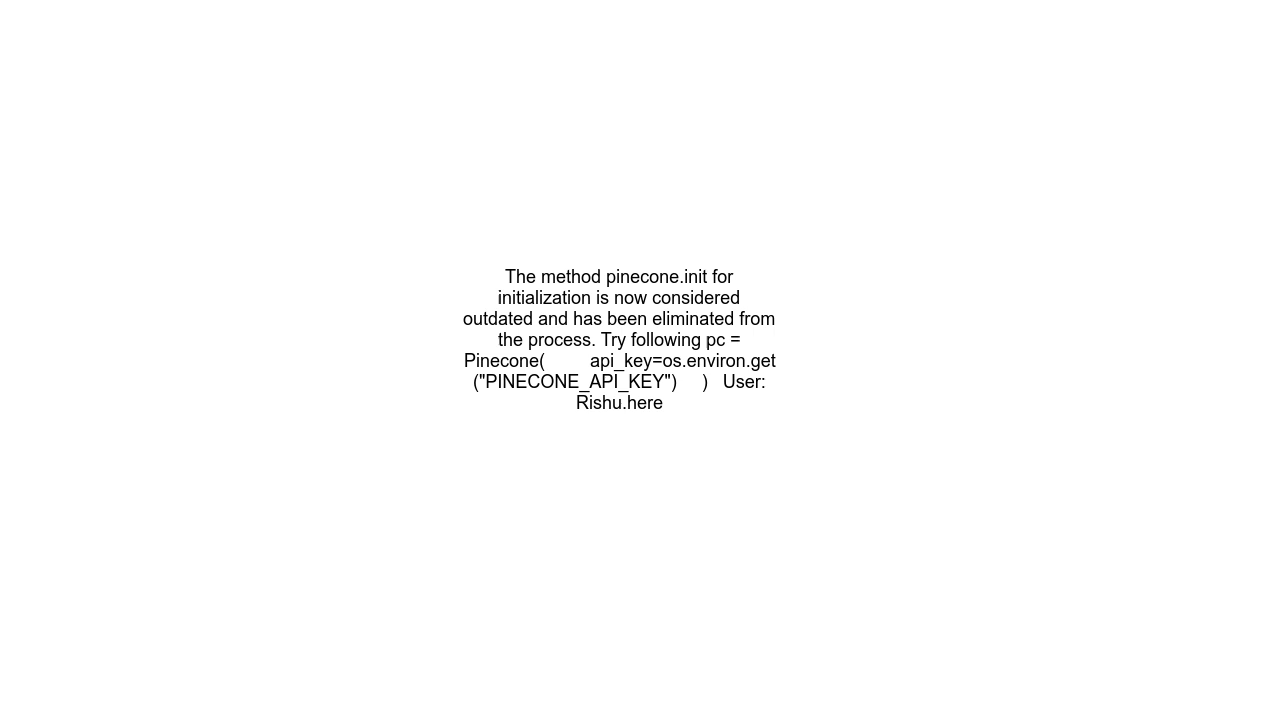 The method pinecone.init for
initialization is now considered
outdated and has been eliminated from
the process. Try following pc =
Pinecone(         api_key=os.environ.get
("PINECONE_API_KEY")     )   User:
Rishu.here